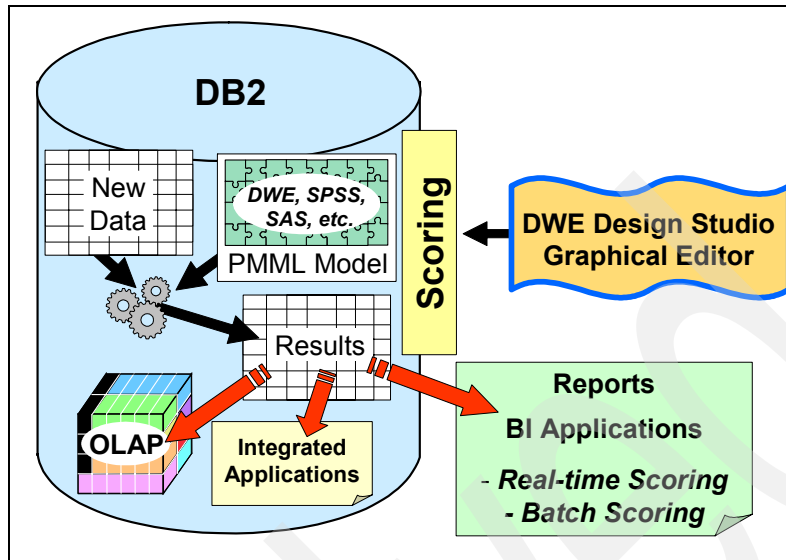 DB2
New
Data
DWE, SPSS,
SAS, etc.
PMML Model
Scoring
DWE Design Studio
Graphical Editor
Results
OLAP
Integrated
Applications
Reports
BI Applications
- Real-time Scoring
- Batch Scoring